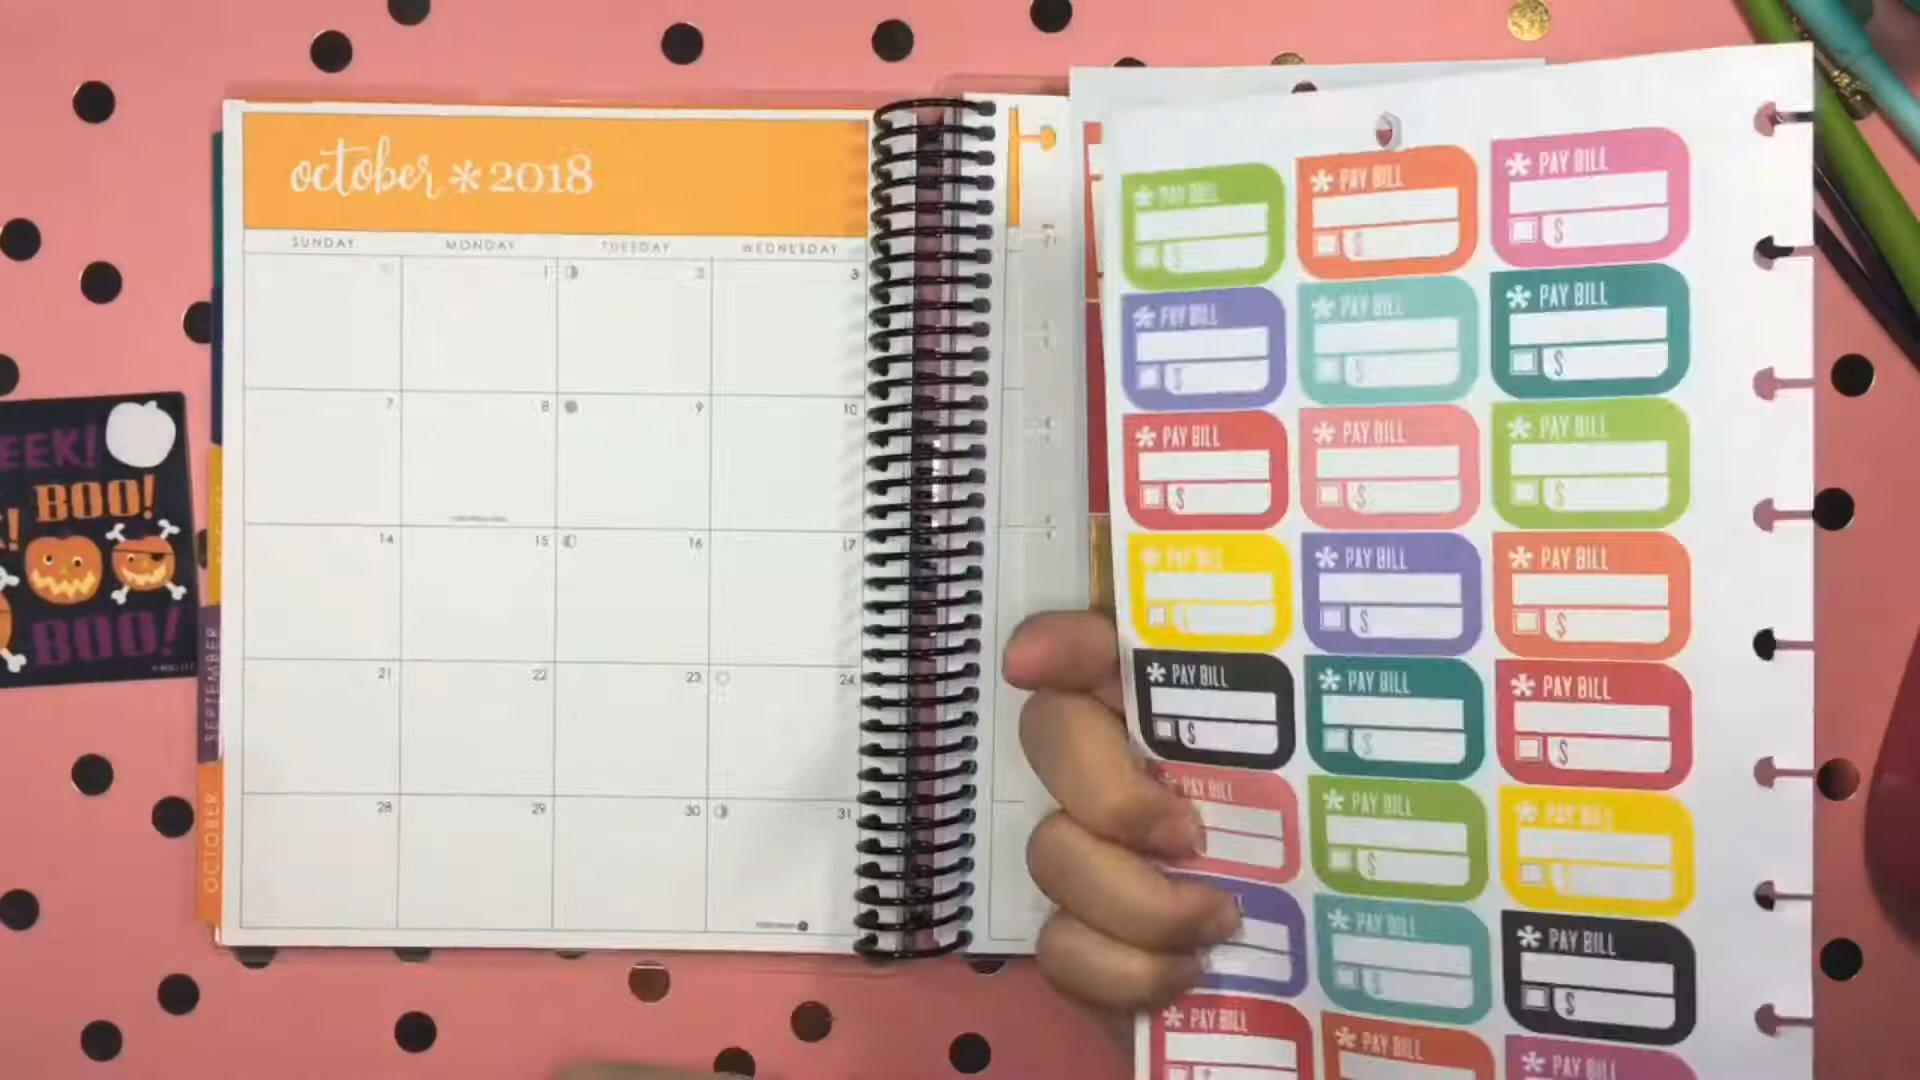 october * 2018
SUNDAY MONDAY TUESDAY WEDNESDAY
1 2 3
7 8 9 10
14 15 16 17
21 22 23 24
28 29 30 31
SEPTEMBER
OCTOBER
EEK!
BOO!
!
BOO!
* PAY BILL * PAY BILL * PAY BILL
$ $ $
* PAY BILL * PAY BILL * PAY BILL
$ $ $
* PAY BILL * PAY BILL * PAY BILL
$ $ $
* PAY BILL * PAY BILL * PAY BILL
$ $ $
* PAY BILL * PAY BILL * PAY BILL
$ $ $
PAY BILL * PAY BILL * PAY BILL
$ $
* PAY BILL * PAY BILL
$ $
* PAY BILL * PAY BILL * PAY BILL